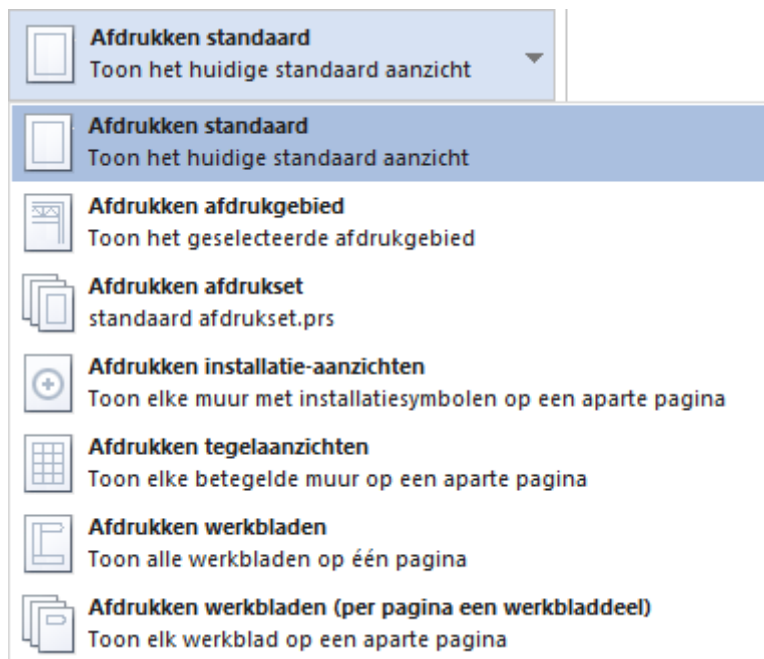 Afdrukken standaard
Toon het huidige standaard aanzicht
Afdrukken standaard
Toon het huidige standaard aanzicht
Afdrukken afdrukgebied
Toon het geselecteerde afdrukgebied
Afdrukken afdrukset
standaard afdrukset.prs
Afdrukken installatie-aanzichten
Toon elke muur met installatiesymbolen op een aparte pagina
Afdrukken tegelaanzichten
Toon elke betegelde muur op een aparte pagina
Afdrukken werkbladen
Toon alle werkbladen op één pagina
Afdrukken werkbladen (per pagina een werkbladdeel)
Toon elk werkblad op een aparte pagina